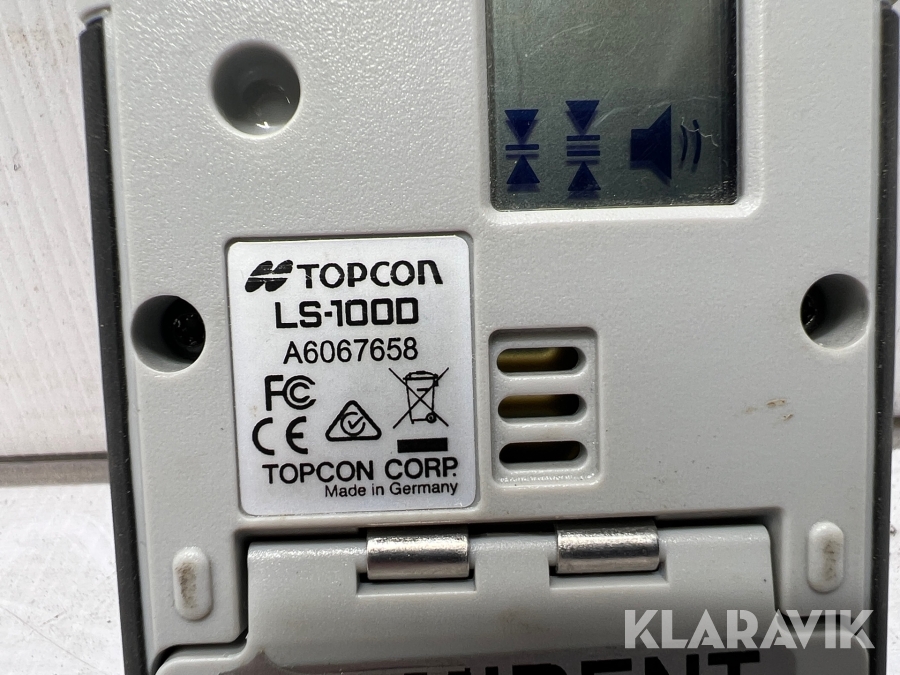 TOPCON
LS-100D
A6067658
FC
CE
TOPCON CORP.
Made in Germany
KLARAVIK